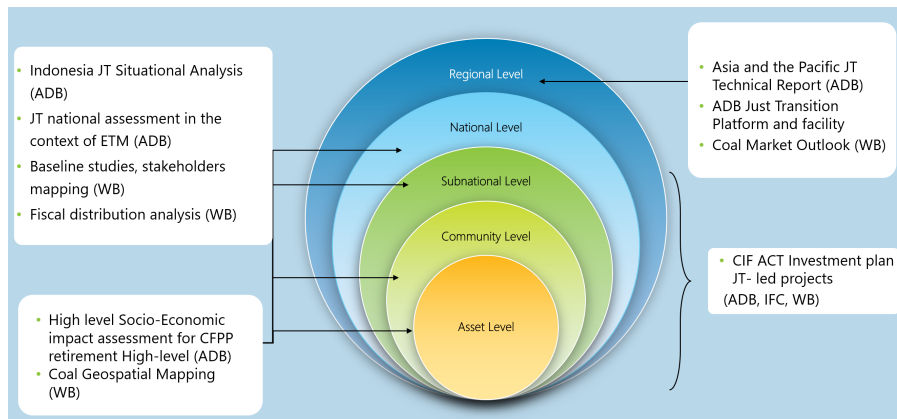 • Indonesia JT Situational Analysis
(ADB)
• JT national assessment in the
context of ETM (ADB)
• Baseline studies, stakeholders
mapping (WB)
• Fiscal distribution analysis (WB)
• High level Socio-Economic
impact assessment for CFPP
retirement High-level (ADB)
• Coal Geospatial Mapping
(WB)
Regional Level
National Level
Subnational Level
Community Level
Asset Level
• Asia and the Pacific JT
Technical Report (ADB)
• ADB Just Transition
Platform and facility
• Coal Market Outlook (WB)
• CIF ACT Investment plan
JT- led projects
(ADB, IFC, WB)